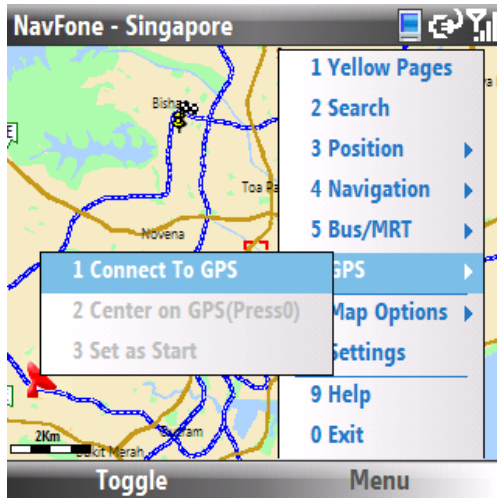 NavFone - Singapore
1 Yellow Pages
2 Search
3 Position
4 Navigation
5 Bus/MRT
GPS
Map Options
Settings
9 Help
0 Exit
1 Connect To GPS
2 Center on GPS(Press0)
3 Set as Start
Toa Pa
Novena
2Km
Bukit Merah
Toggle
Menu